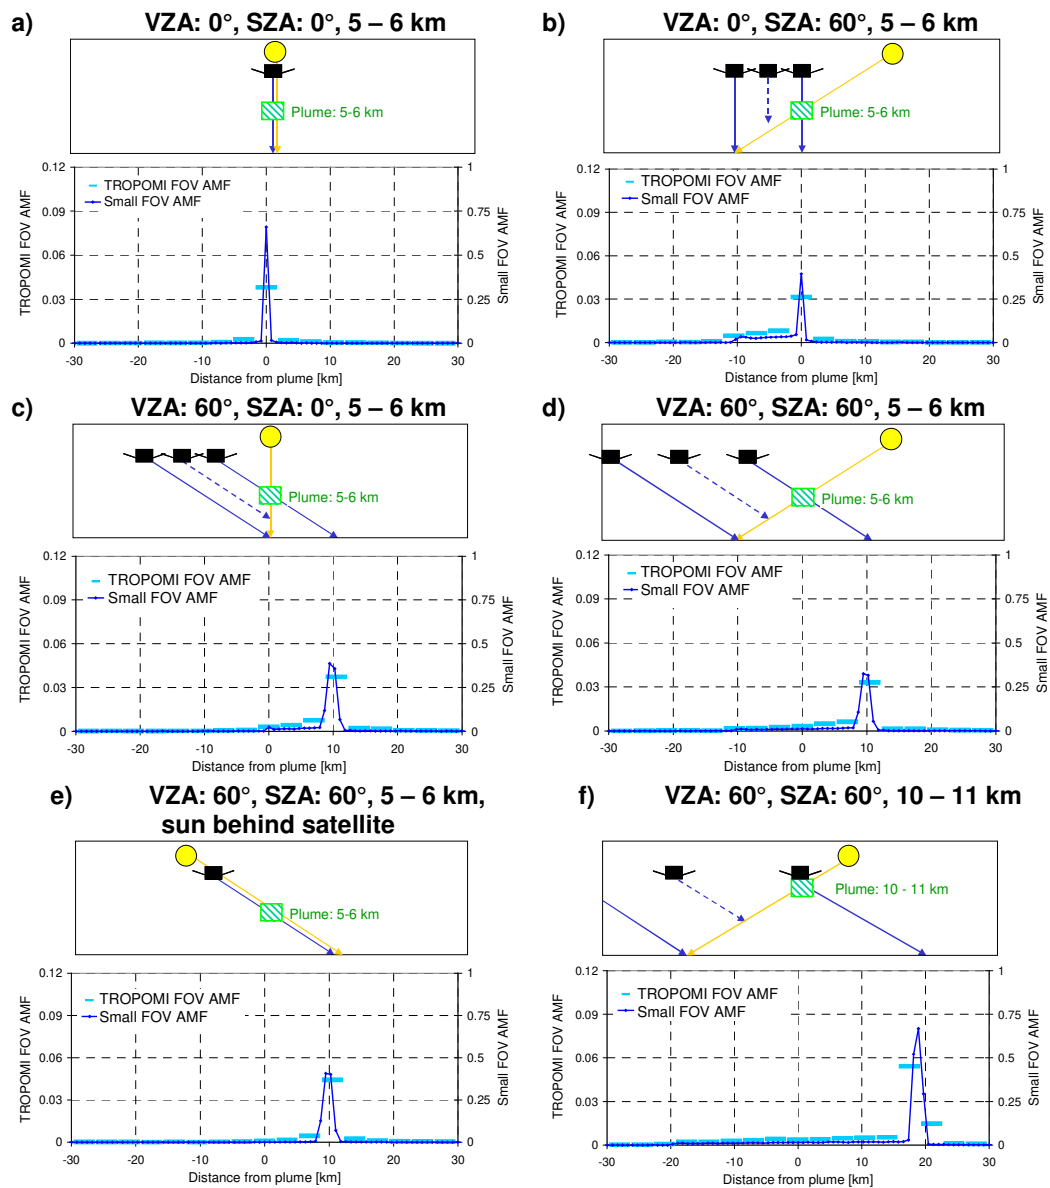 a)
VZA: 0°, SZA: 0°, 5 – 6 km
Plume: 5-6 km
0.12
0.09
0.06
0.03
0
TROPOMI FOV AMF
TROPOMI FOV AMF
Small FOV AMF
1
0.75
0.5
0.25
0
Small FOV AMF
-30 -20 -10 0 10 20 30
Distance from plume [km]
b)
VZA: 0°, SZA 60°, 5-6 km
Plume: 5-6 km
0.12
0.09
0.06
0.03
0
TROPOMI FOV AMF
TROPOMI FOV AMF
Small FOV AMF
1
0.75
0.5
0.25
0
Small FOV AMF
-30 -20 -10 0 10 20 30
Distance from plume [km]
c)
VZA: 60°, SZA: 0°, 5 – 6 km
Plume: 5-6 km
0.12
0.09
0.06
0.03
0
TROPOMI FOV AMF
TROPOMI FOV AMF
Small FOV AMF
1
0.75
0.5
0.25
0
Small FOV AMF
-30 -20 -10 0 10 20 30
Distance from plume [km]
d)
VZA: 60°, SZA: 60°, 5 – 6 km
Plume: 5-6 km
0.12
0.09
0.06
0.03
0
TROPOMI FOV AMF
TROPOMI FOV AMF
Small FOV AMF
1
0.75
0.5
0.25
0
Small FOV AMF
-30 -20 -10 0 10 20 30
Distance from plume [km]
e)
VZA: 60°, SZA: 60°, 5 – 6 km,
sun behind satellite
Plume: 5-6 km
0.12
0.09
0.06
0.03
0
TROPOMI FOV AMF
TROPOMI FOV AMF
Small FOV AMF
1
0.75
0.5
0.25
0
Small FOV AMF
-30 -20 -10 0 10 20 30
Distance from plume [km]
f)
VZA: 60°, SZA: 60°, 10 – 11 km
Plume: 10 - 11 km
0.12
0.09
0.06
0.03
0
TROPOMI FOV AMF
TROPOMI FOV AMF
Small FOV AMF
1
0.75
0.5
0.25
0
Small FOV AMF
-30 -20 -10 0 10 20 30
Distance from plume [km]